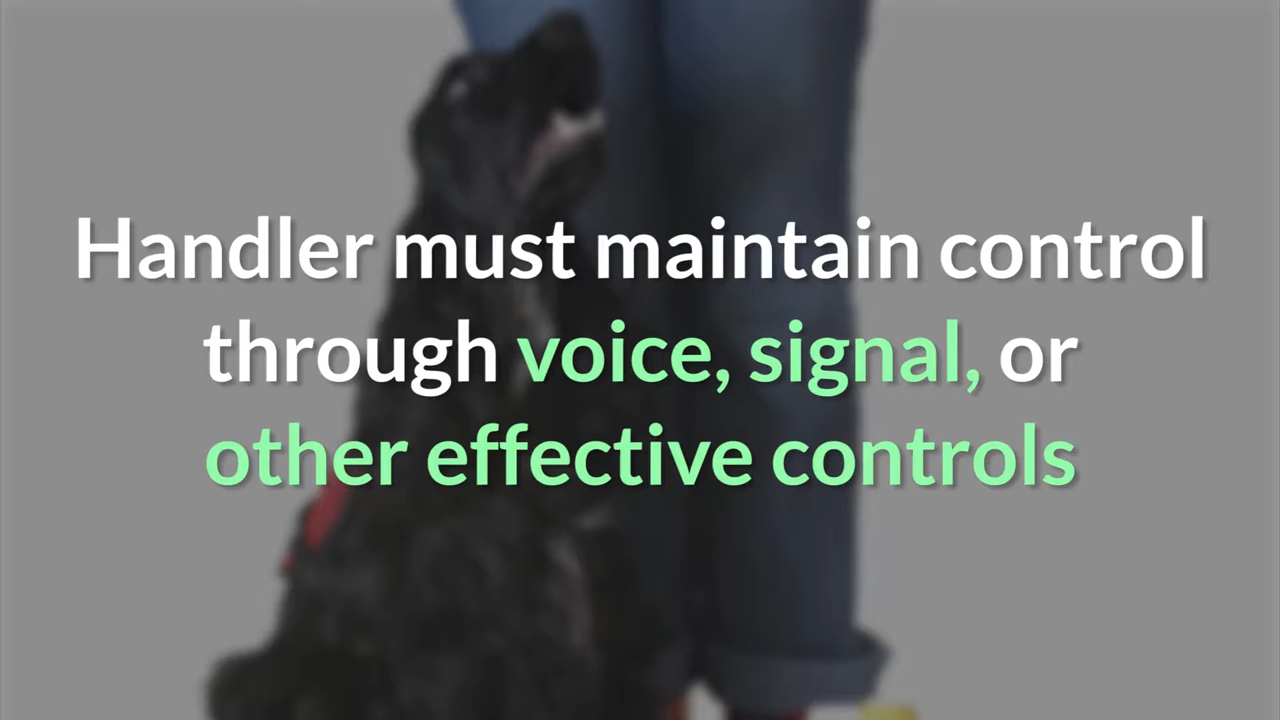 Handler must maintain control
through voice, signal, or
other effective controls